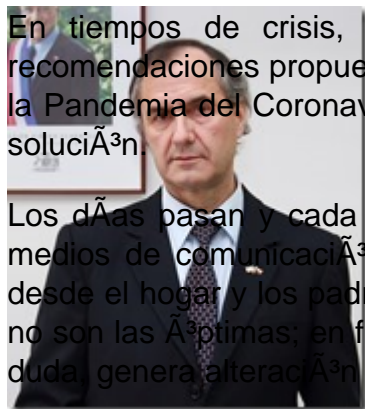 En tiempos de crisis,
recomendaciones propue
la Pandemia del Coronav
soluciÃ³n.
Los dÃ­as pasan y cada
medios de comunicaciÃ³
desde el hogar y los padr
no son las Ã³ptimas; en f
duda, genera alteraciÃ³n